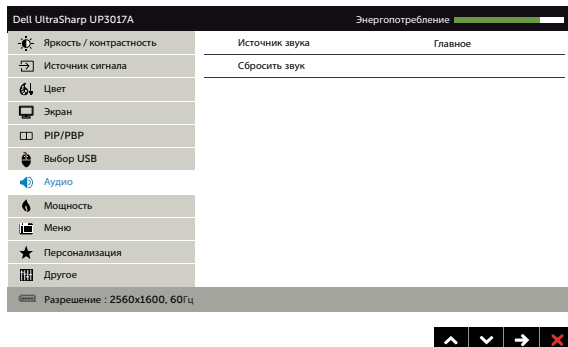 Dell UltraSharp UP3017A Энергопотребление
Яркость / контрастность Источник звука Главное
Источник сигнала Сбросить звук
Цвет
Экран
PIP/PBP
Выбор USB
Аудио
Мощность
Меню
Персонализация
Другое
Разрешение : 2560x1600, 60Гц